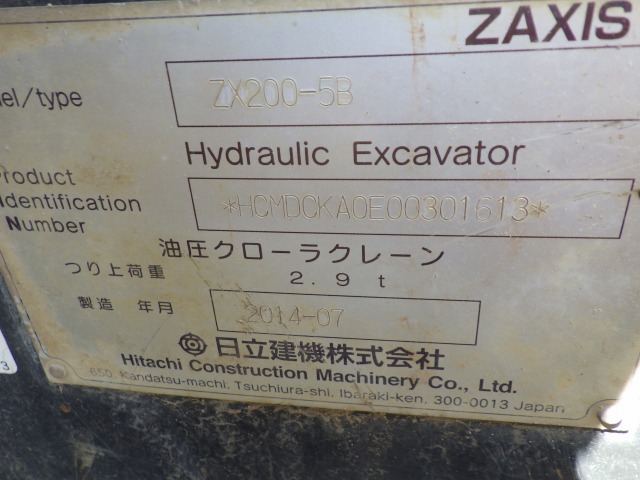 ZAXIS
el/type ZX200-5B
Hydraulic Excavator
Product
Identification *HCMDCKA0E00301613*
Number
油圧クローラクレーン
つり上荷重 2.9 t
製造 年月 2014-07
日立建機株式会社
Hitachi Construction Machinery Co., Ltd.
650, Kandatsu-machi, Tsuchiura-shi, Ibaraki-ken, 300-0013 Japan
3